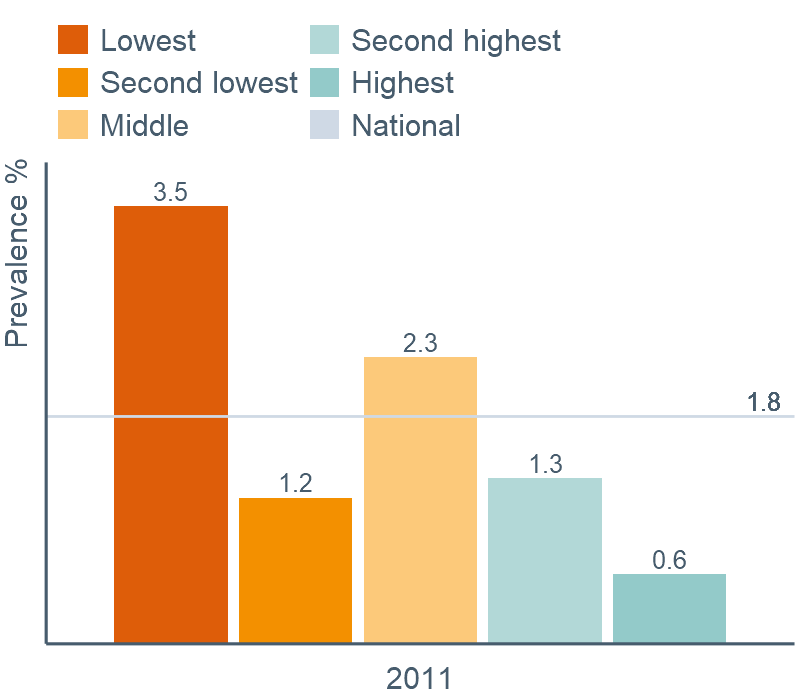 Lowest
Second lowest
Middle
Second highest
Highest
National
Prevalence %
3.5
1.2
2.3
1.3
0.6
1.8
2011